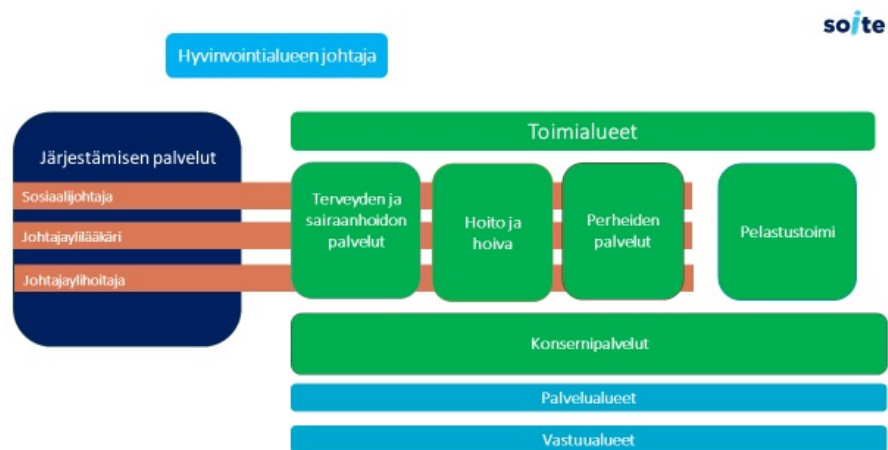 soite
Hyvinvointialueen johtaja
Järjestämisen palvelut
Toimialueet
Sosiaalijohtaja
Johtajaylilääkäri
Johtajaylihoitaja
Terveyden ja
sairaanhoidon
palvelut
Hoito ja
hoiva
Perheiden
palvelut
Pelastustoimi
Konsernipalvelut
Palvelualueet
Vastuualueet